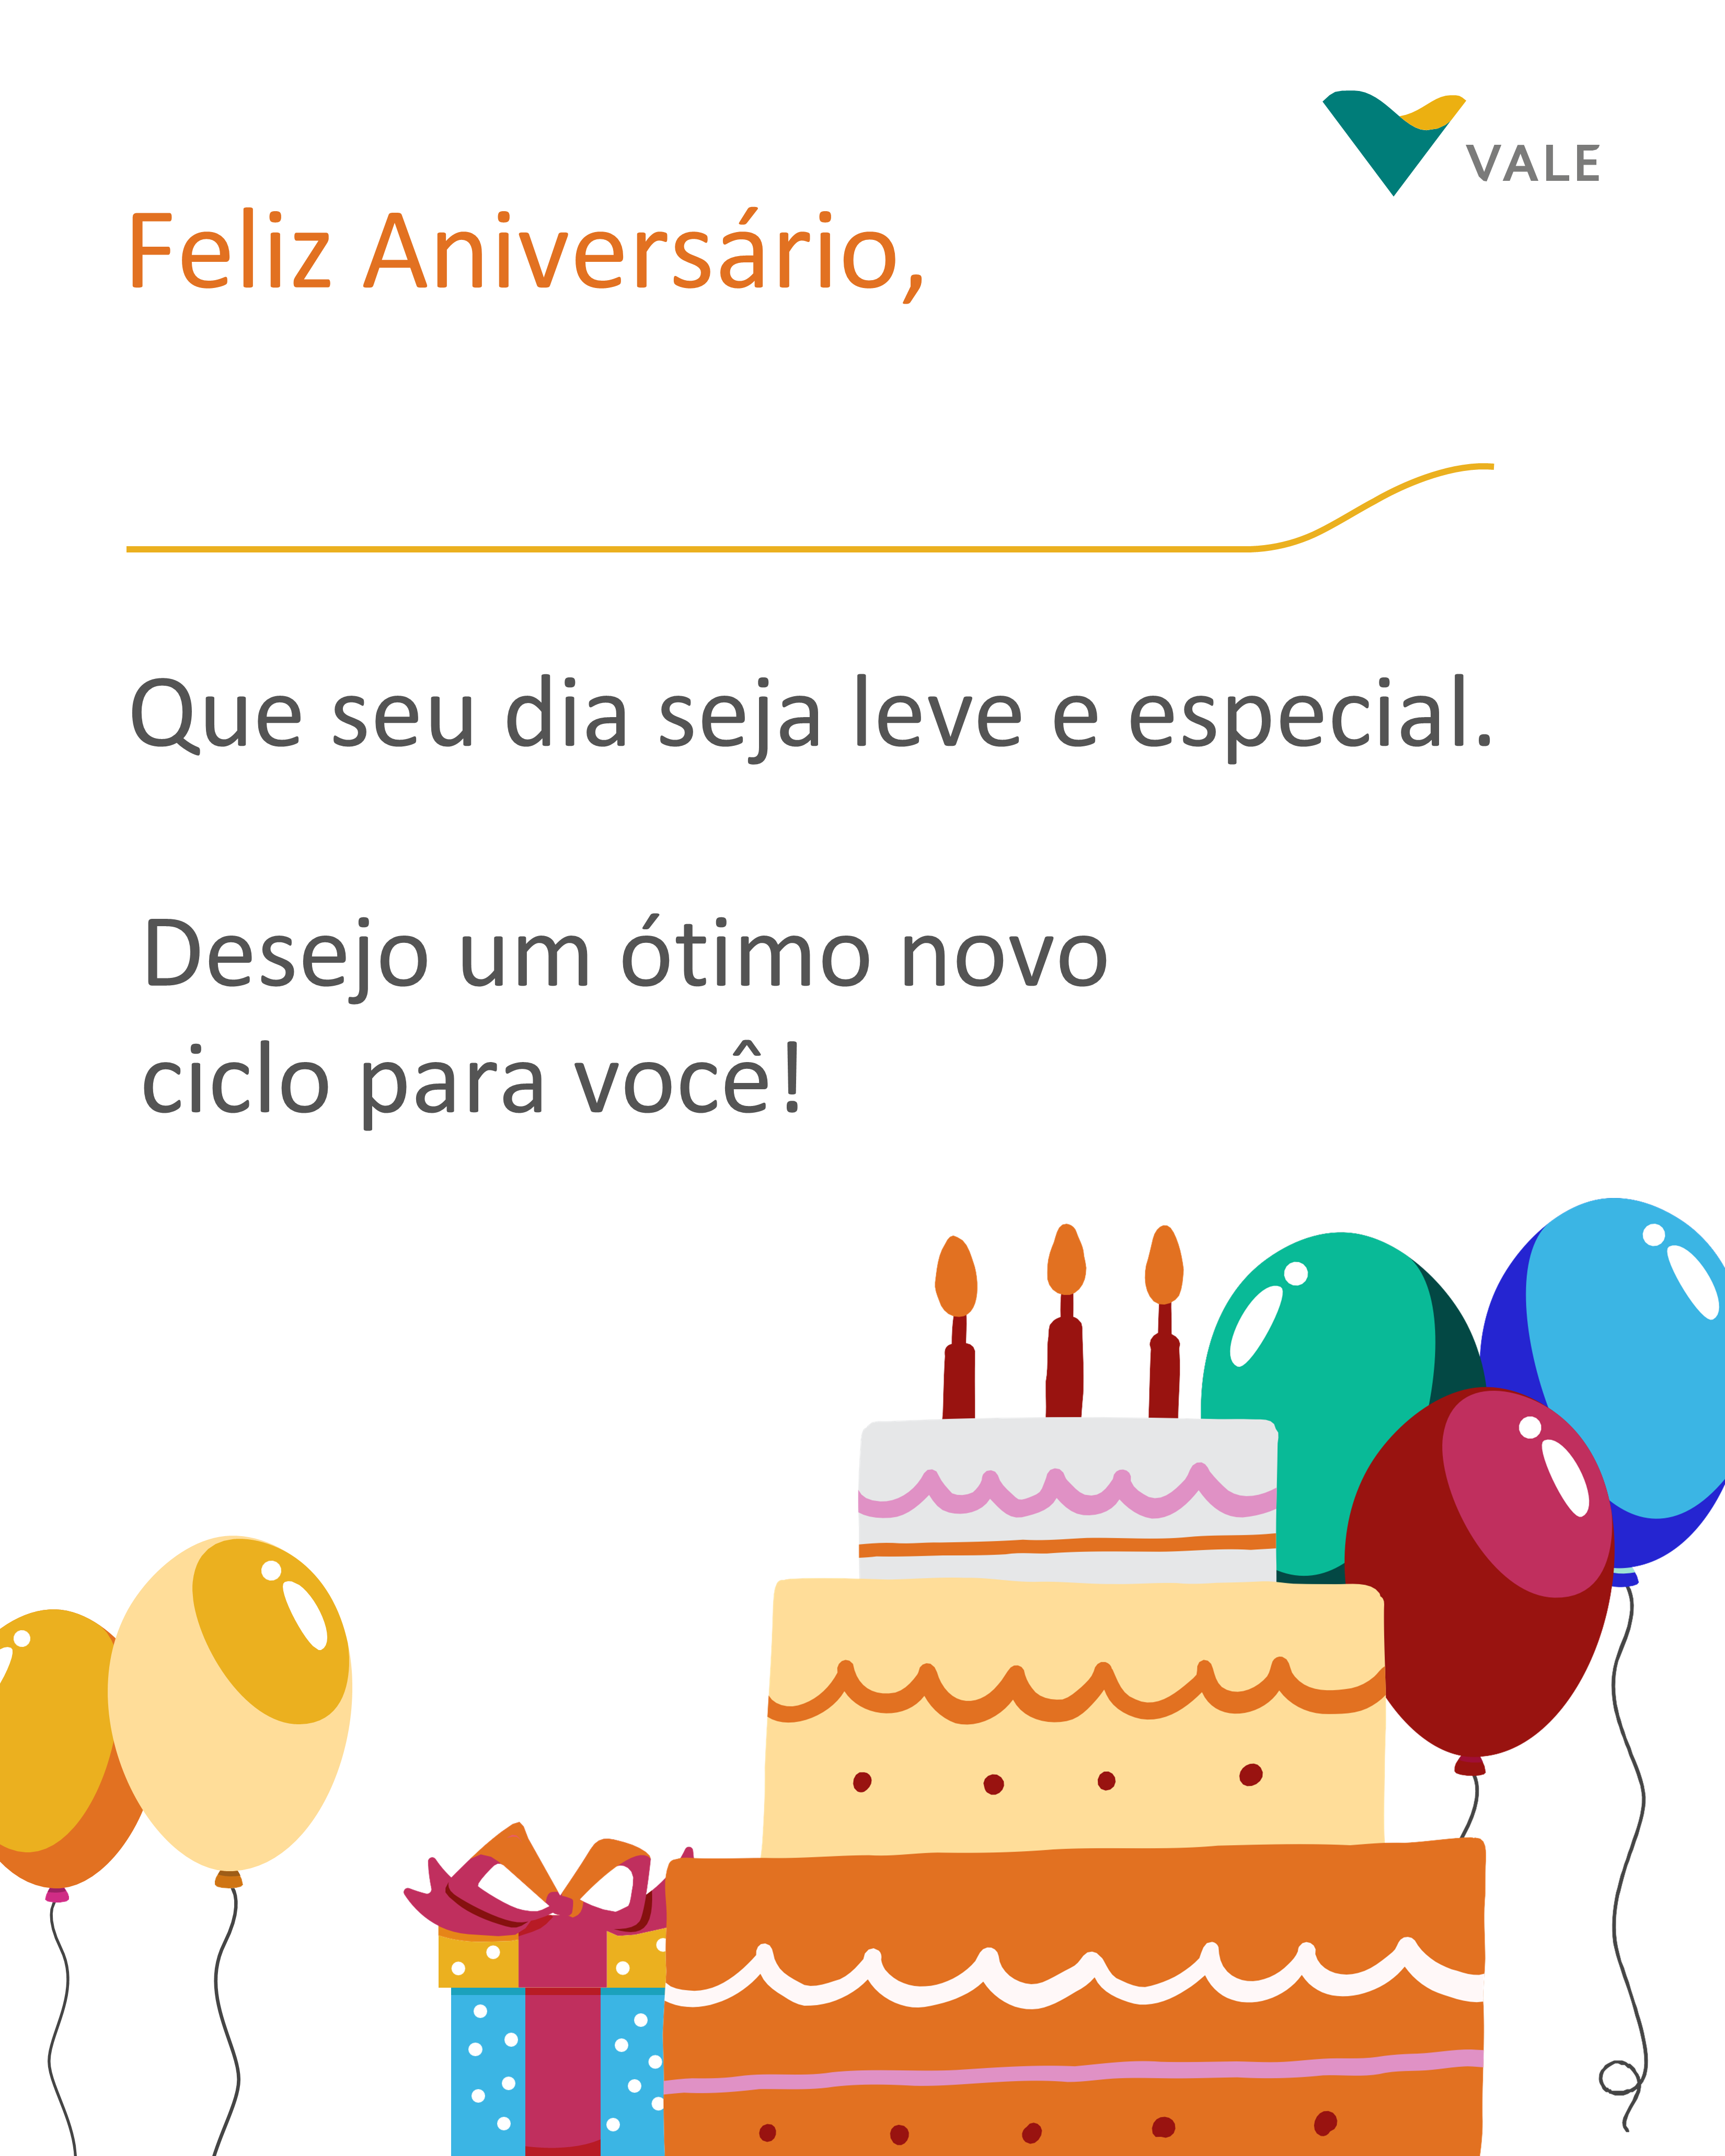 VALE
Feliz Aniversário,
Que seu dia seja leve e especial.
Desejo um ótimo novo
ciclo para você!